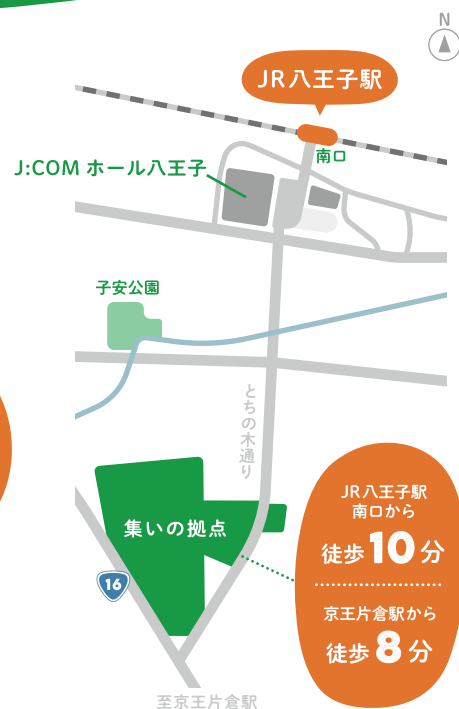 N
JR八王子駅
南口
J:COM ホール八王子
子安公園
とちの木通り
集いの拠点
16
JR八王子駅
南口から
徒歩10分
京王片倉駅から
徒歩8分
至京王片倉駅